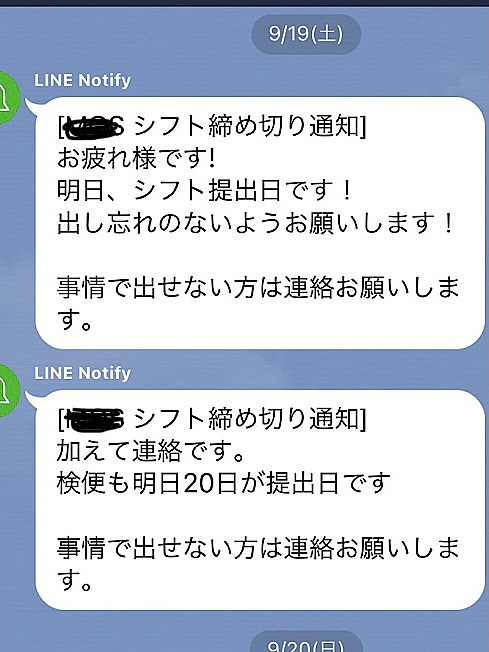 9/19(土)
LINE Notify
[ シフト締め切り通知]
お疲れ様です!
明日、シフト提出日です！
出し忘れのないようお願いします！
事情で出せない方は連絡お願いしま
す。
LINE Notify
[ シフト締め切り通知]
加えて連絡です。
検便も明日20日が提出日です
事情で出せない方は連絡お願いしま
す。
9/20(日)